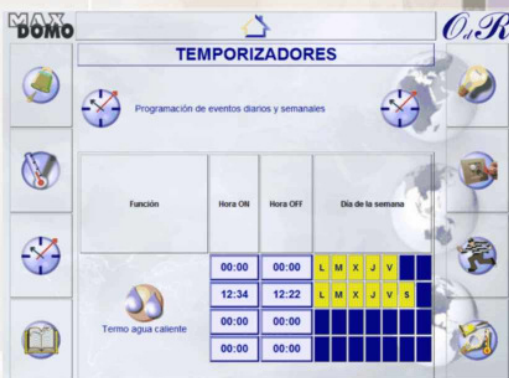 MAX
DOMO
OdR
TEMPORIZADORES
Programación de eventos diarios y semanales
Función Hora ON Hora OFF Día de la semana
00:00 00:00 L M X J V
12:34 12:22 L M X J V S
Termo agua caliente
00:00 00:00
00:00 00:00